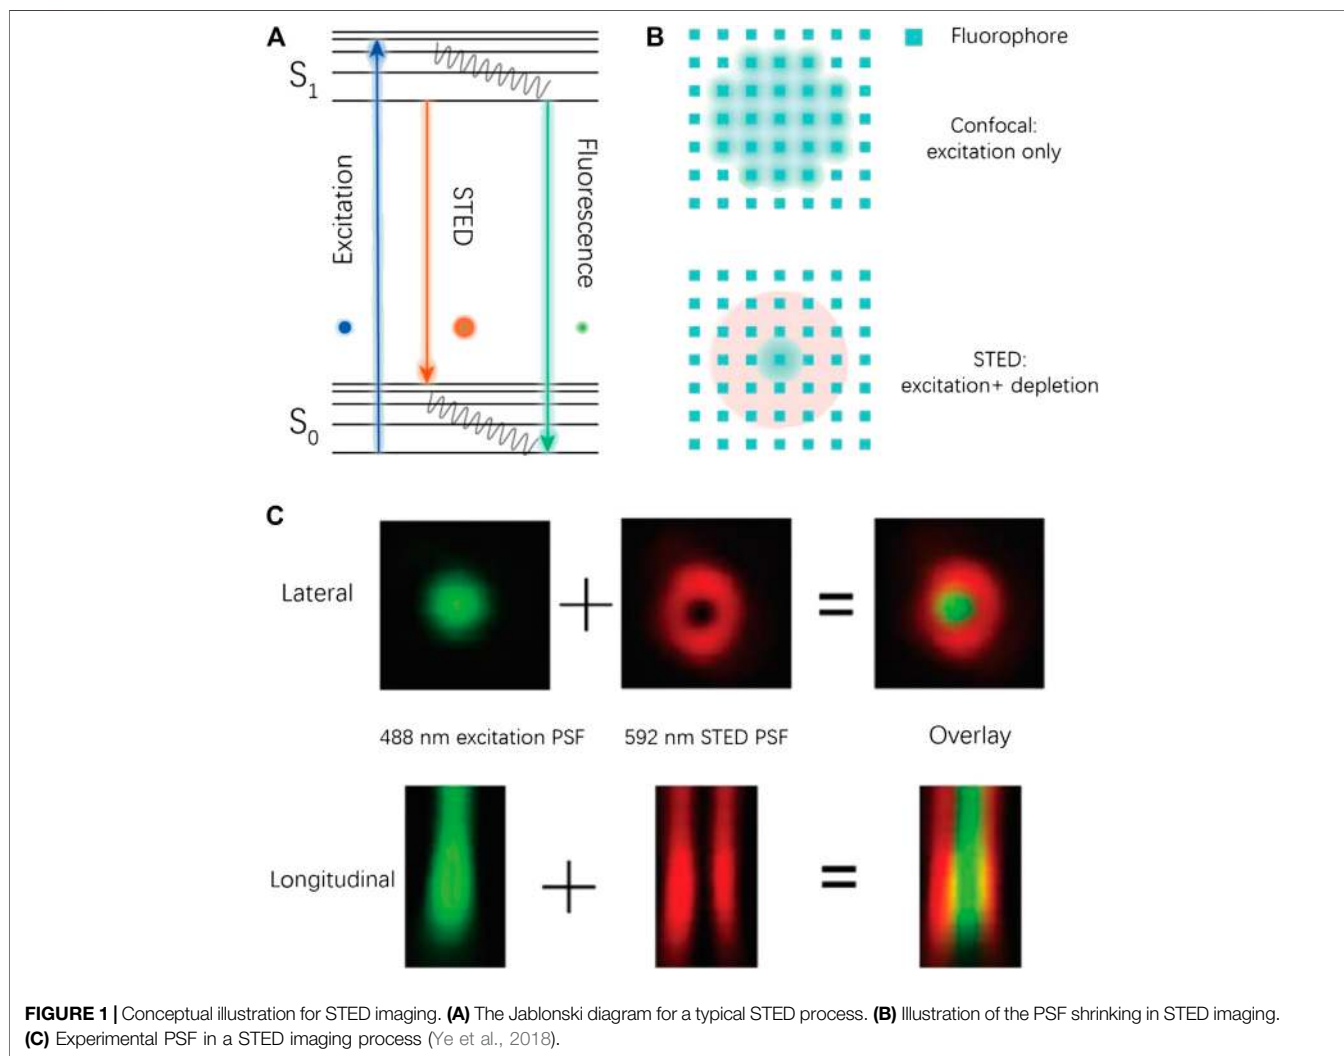 A
S1
Excitation
STED
Fluorescence
S0
B
Fluorophore
Confocal:
excitation only
STED:
excitation+ depletion
C
Lateral
488 nm excitation PSF
592 nm STED PSF
Overlay
Longitudinal
FIGURE 1 | Conceptual illustration for STED imaging. (A) The Jablonski diagram for a typical STED process. (B) Illustration of the PSF shrinking in STED imaging.
(C) Experimental PSF in a STED imaging process (Ye et al., 2018).